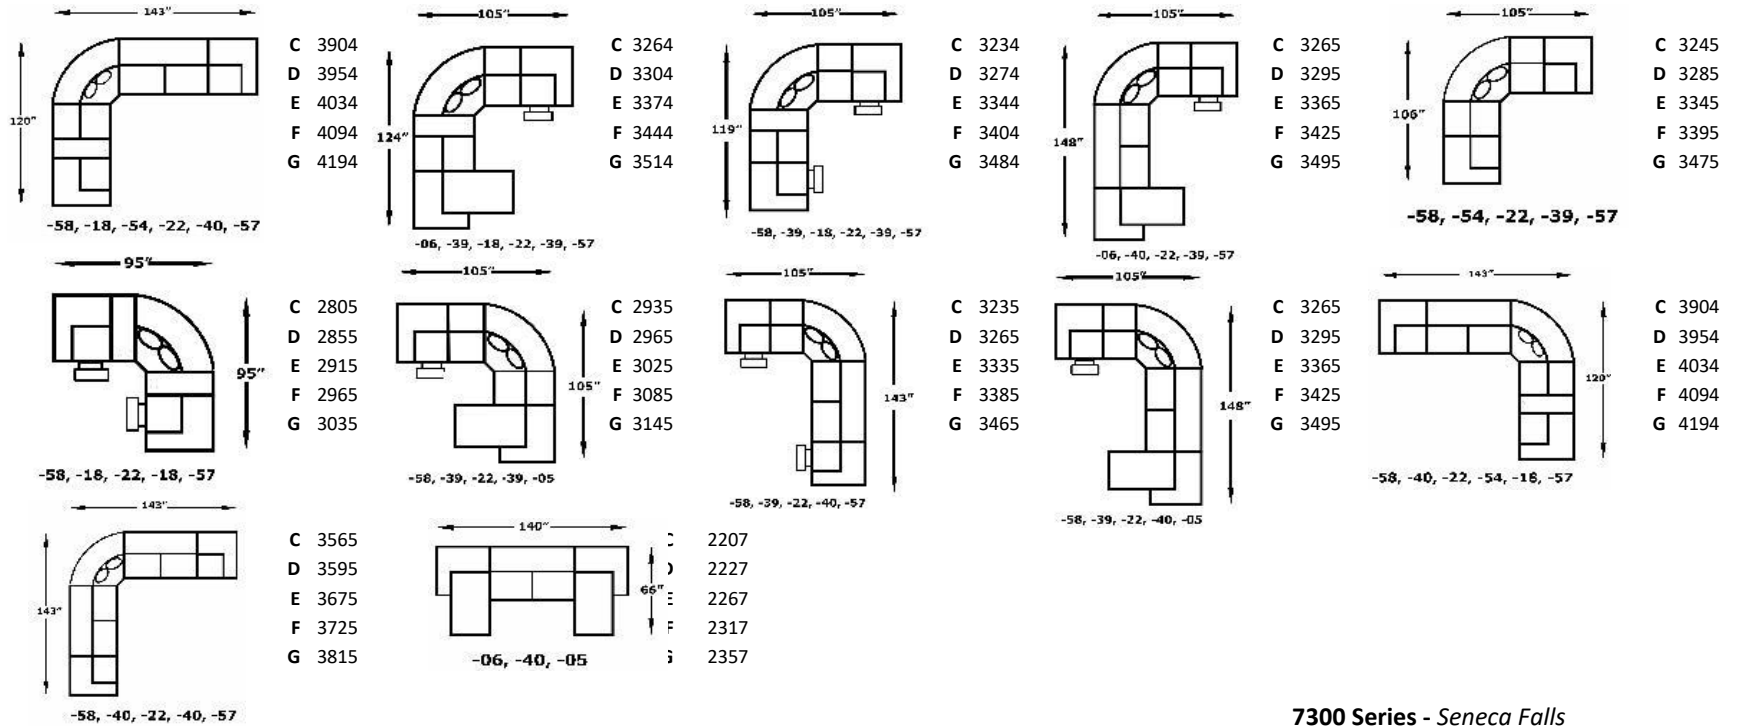 143"
120"
C 3904
D 3954
E 4034
F 4094
G 4194
-58, -18, -54, -22, -40, -57
105"
124"
C 3264
D 3304
E 3374
F 3444
G 3514
-06, -39, -18, -22, -39, -57
105"
119"
C 3234
D 3274
E 3344
F 3404
G 3484
-58, -39, -18, -22, -39, -57
105"
148"
C 3265
D 3295
E 3365
F 3425
G 3495
-06, -40, -22, -39, -57
105"
106"
C 3245
D 3285
E 3345
F 3395
G 3475
-58, -54, -22, -39, -57
95"
95"
C 2805
D 2855
E 2915
F 2965
G 3035
-58, -18, -22, -18, -57
105"
105"
C 2935
D 2965
E 3025
F 3085
G 3145
-58, -39, -22, -39, -05
105"
143"
C 3235
D 3265
E 3335
F 3385
G 3465
-58, -39, -22, -40, -57
105"
148"
C 3265
D 3295
E 3365
F 3425
G 3495
-58, -39, -22, -40, -05
143"
120"
C 3904
D 3954
E 4034
F 4094
G 4194
-58, -40, -22, -54, -18, -57
143"
143"
C 3565
D 3595
E 3675
F 3725
G 3815
-58, -40, -22, -40, -57
140"
66"
C 2207
D 2227
E 2267
F 2317
G 2357
-06, -40, -05
7300 Series - Seneca Falls